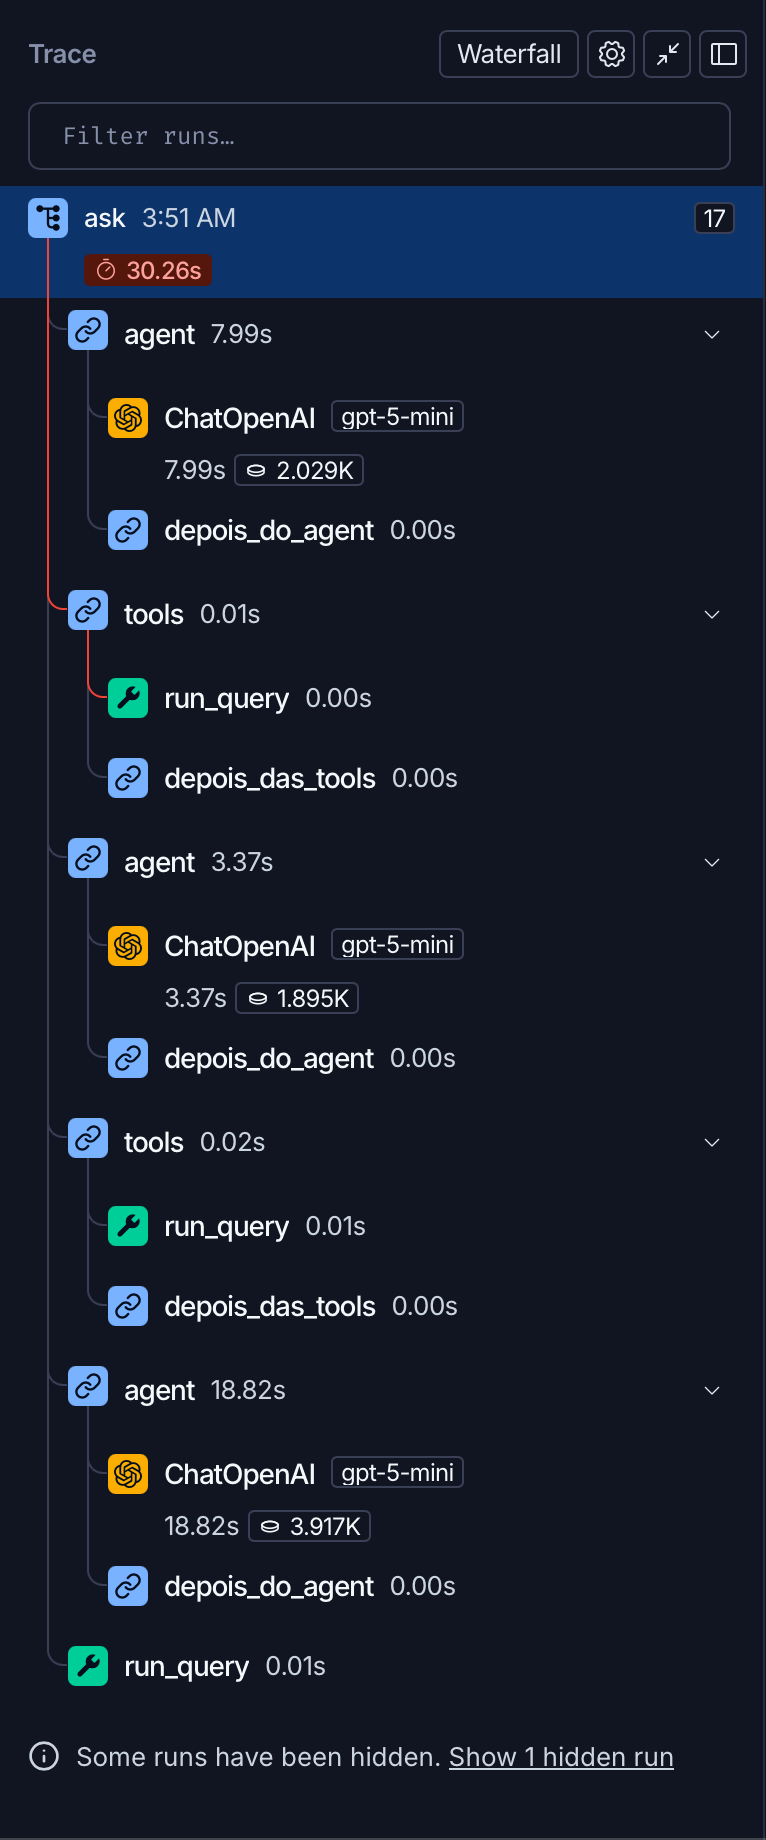 Trace Waterfall
Filter runs…
ask 3:51 AM 17
30.26s
agent 7.99s
ChatOpenAI gpt-5-mini
7.99s 2.029K
depois_do_agent 0.00s
tools 0.01s
run_query 0.00s
depois_das_tools 0.00s
agent 3.37s
ChatOpenAI gpt-5-mini
3.37s 1.895K
depois_do_agent 0.00s
tools 0.02s
run_query 0.01s
depois_das_tools 0.00s
agent 18.82s
ChatOpenAI gpt-5-mini
18.82s 3.917K
depois_do_agent 0.00s
run_query 0.01s
Some runs have been hidden. Show 1 hidden run